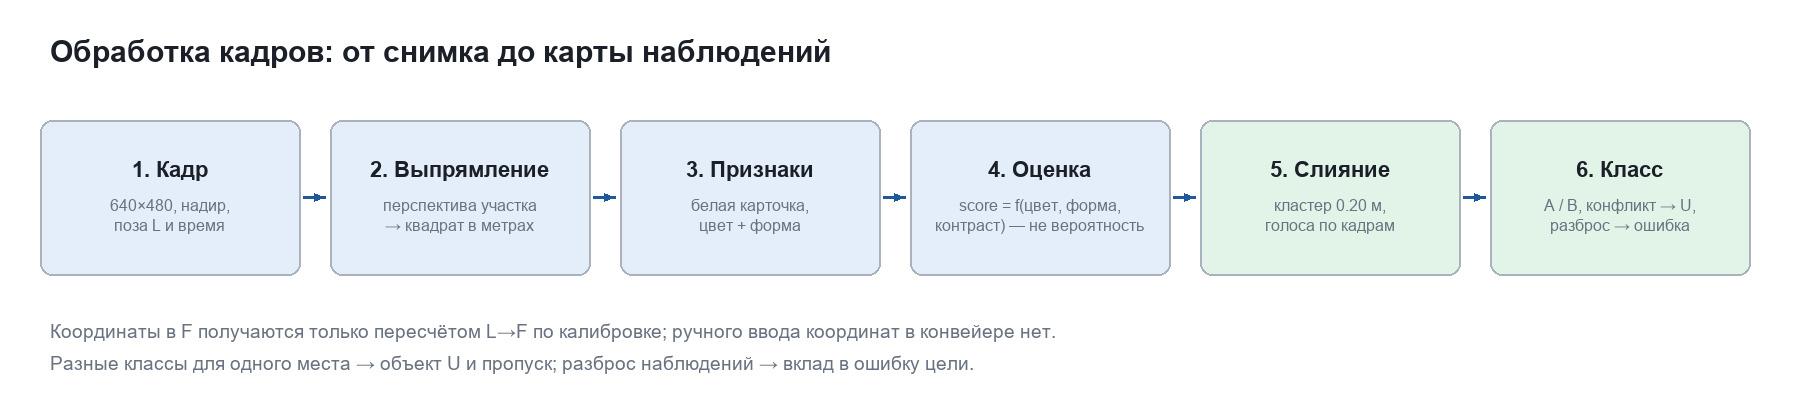 Обработка кадров: от снимка до карты наблюдений
1. Кадр
640×480, надир,
поза L и время
2. Выпрямление
перспектива участка
→ квадрат в метрах
3. Признаки
белая карточка,
цвет + форма
4. Оценка
score = f(цвет, форма,
контраст) — не вероятность
5. Слияние
кластер 0.20 м,
голоса по кадрам
6. Класс
A / B, конфликт → U,
разброс → ошибка
Координаты в F получаются только пересчётом L→F по калибровке; ручного ввода координат в конвейере нет.
Разные классы для одного места → объект U и пропуск; разброс наблюдений → вклад в ошибку цели.